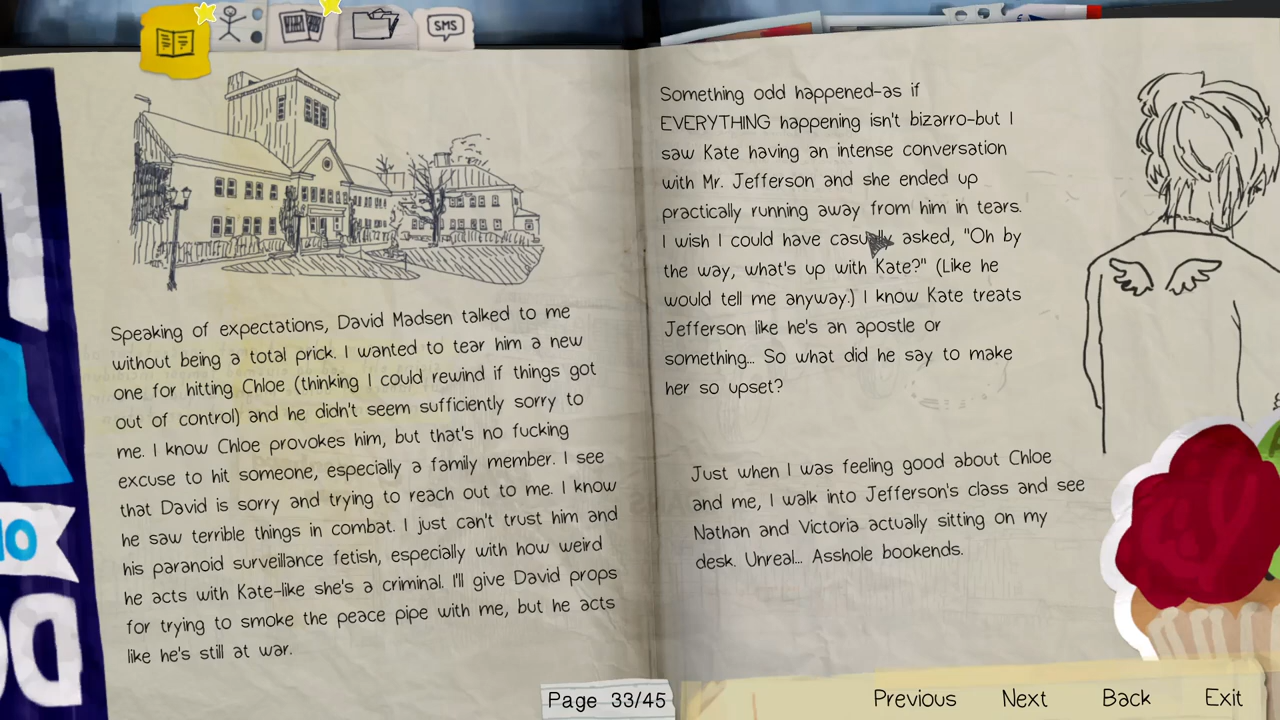 SMS
Speaking of expectations, David Madsen talked to me
without being a total prick. I wanted to tear him a new
one for hitting Chloe (thinking I could rewind if things got
out of control) and he didn't seem sufficiently sorry to
me. I know Chloe provokes him, but that's no fucking
excuse to hit someone, especially a family member. I see
that David is sorry and trying to reach out to me. I know
he saw terrible things in combat. I just can't trust him and
his paranoid surveillance fetish, especially with how weird
he acts with Kate-like she's a criminal. I'll give David props
for trying to smoke the peace pipe with me, but he acts
like he's still at war.
Something odd happened-as if
EVERYTHING happening isn't bizarro-but I
saw Kate having an intense conversation
with Mr. Jefferson and she ended up
practically running away from him in tears.
I wish I could have casually asked, "Oh by
the way, what's up with Kate?" (Like he
would tell me anyway.) I know Kate treats
Jefferson like he's an apostle or
something... So what did he say to make
her so upset?
Just when I was feeling good about Chloe
and me, I walk into Jefferson's class and see
Nathan and Victoria actually sitting on my
desk. Unreal... Asshole bookends.
Page 33/45
Previous Next Back Exit